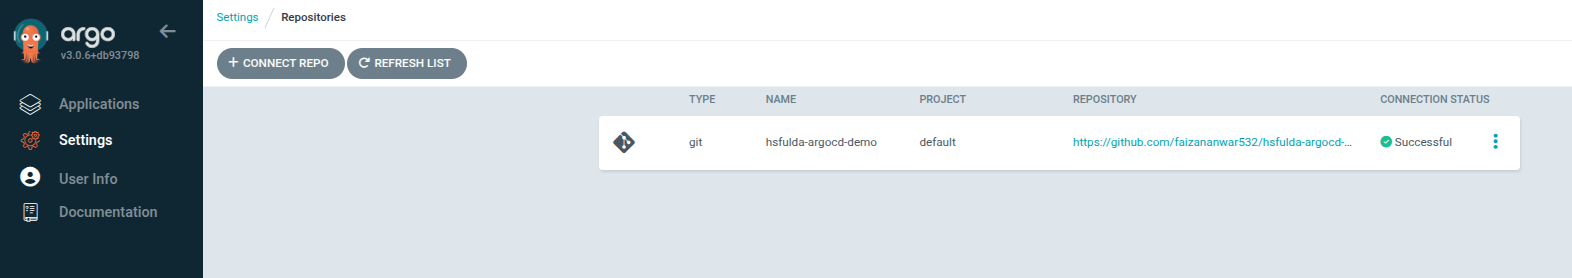 argo
v3.0.6+db93798
Applications
Settings
User Info
Documentation
Settings / Repositories
+ CONNECT REPO REFRESH LIST
TYPE NAME PROJECT REPOSITORY CONNECTION STATUS
git hsfulda-argocd-demo default https://github.com/faizananwar532/hsfulda-argocd-... Successful